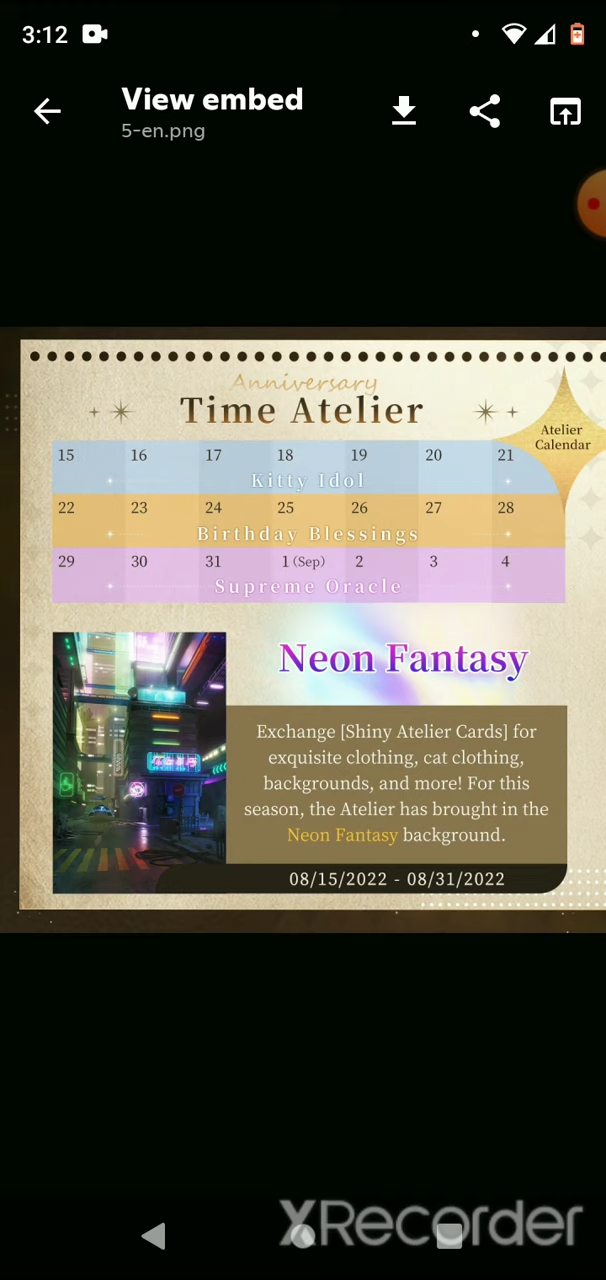 3:12
View embed
5-en.png
Anniversary
Time Atelier
Atelier
Calendar
15 16 17 18 19 20 21
Kitty Idol
22 23 24 25 26 27 28
Birthday Blessings
29 30 31 1 (Sep) 2 3 4
Supreme Oracle
Neon Fantasy
Exchange [Shiny Atelier Cards] for
exquisite clothing, cat clothing,
backgrounds, and more! For this
season, the Atelier has brought in the
Neon Fantasy background.
08/15/2022 - 08/31/2022
XRecorder